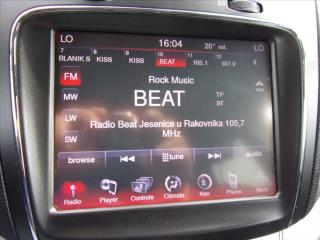 LO 16:04 20° out. LO
7 8 9 10 11 12
BLANIK S KISS KISS BEAT 105.1 107.9
FM Rock Music
MW BEAT TP
ST
LW Radio Beat Jesenice u Rakovnika 105,7
SW MHz
browse tune audio
Radio Player Controls Climate Nav Phone More